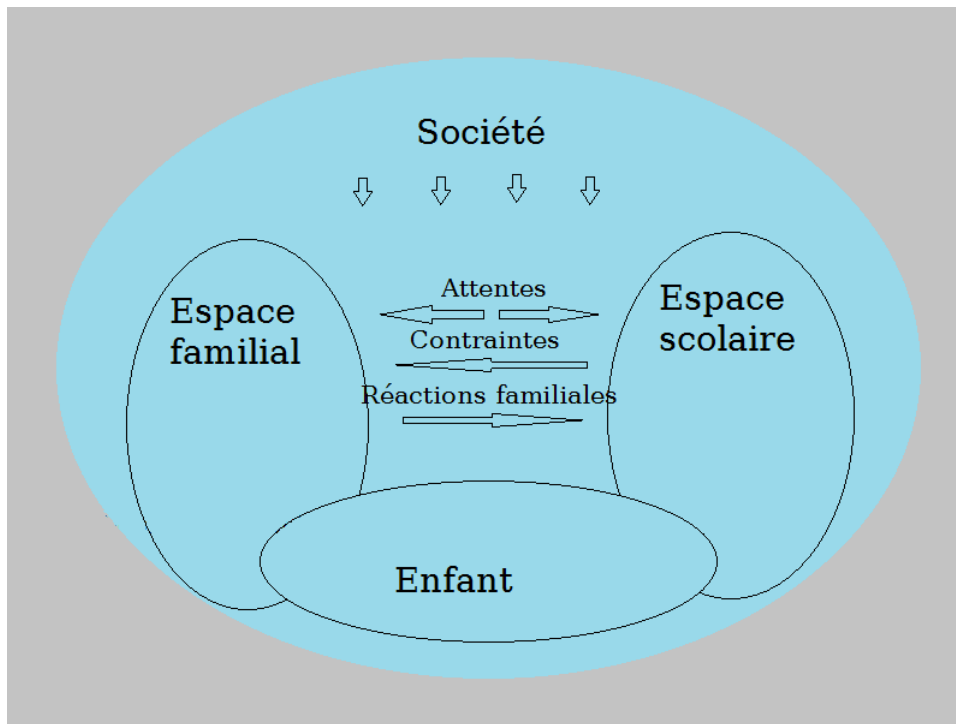 Société
Attentes
Espace
familial
Espace
scolaire
Contraintes
Réactions familiales
Enfant